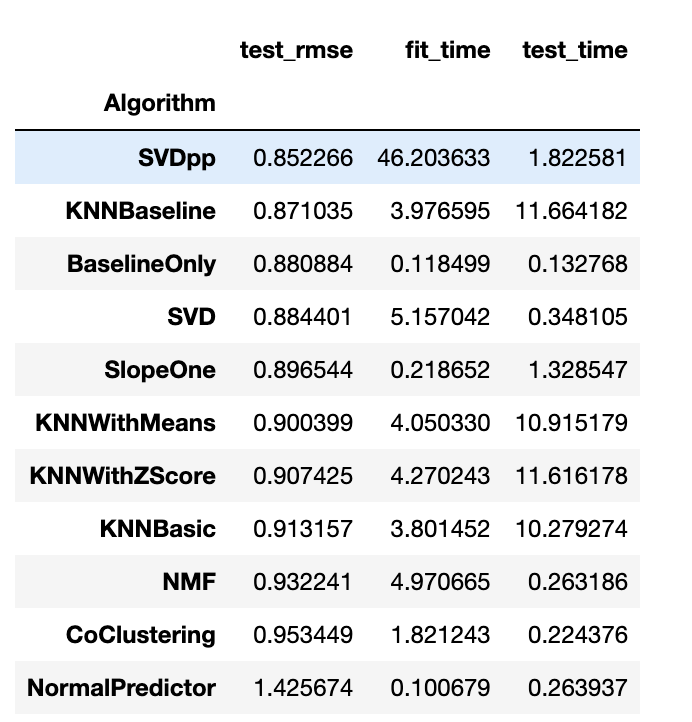 test_rmse fit_time test_time
Algorithm
SVDpp 0.852266 46.203633 1.822581
KNNBaseline 0.871035 3.976595 11.664182
BaselineOnly 0.880884 0.118499 0.132768
SVD 0.884401 5.157042 0.348105
SlopeOne 0.896544 0.218652 1.328547
KNNWithMeans 0.900399 4.050330 10.915179
KNNWithZScore 0.907425 4.270243 11.616178
KNNBasic 0.913157 3.801452 10.279274
NMF 0.932241 4.970665 0.263186
CoClustering 0.953449 1.821243 0.224376
NormalPredictor 1.425674 0.100679 0.263937